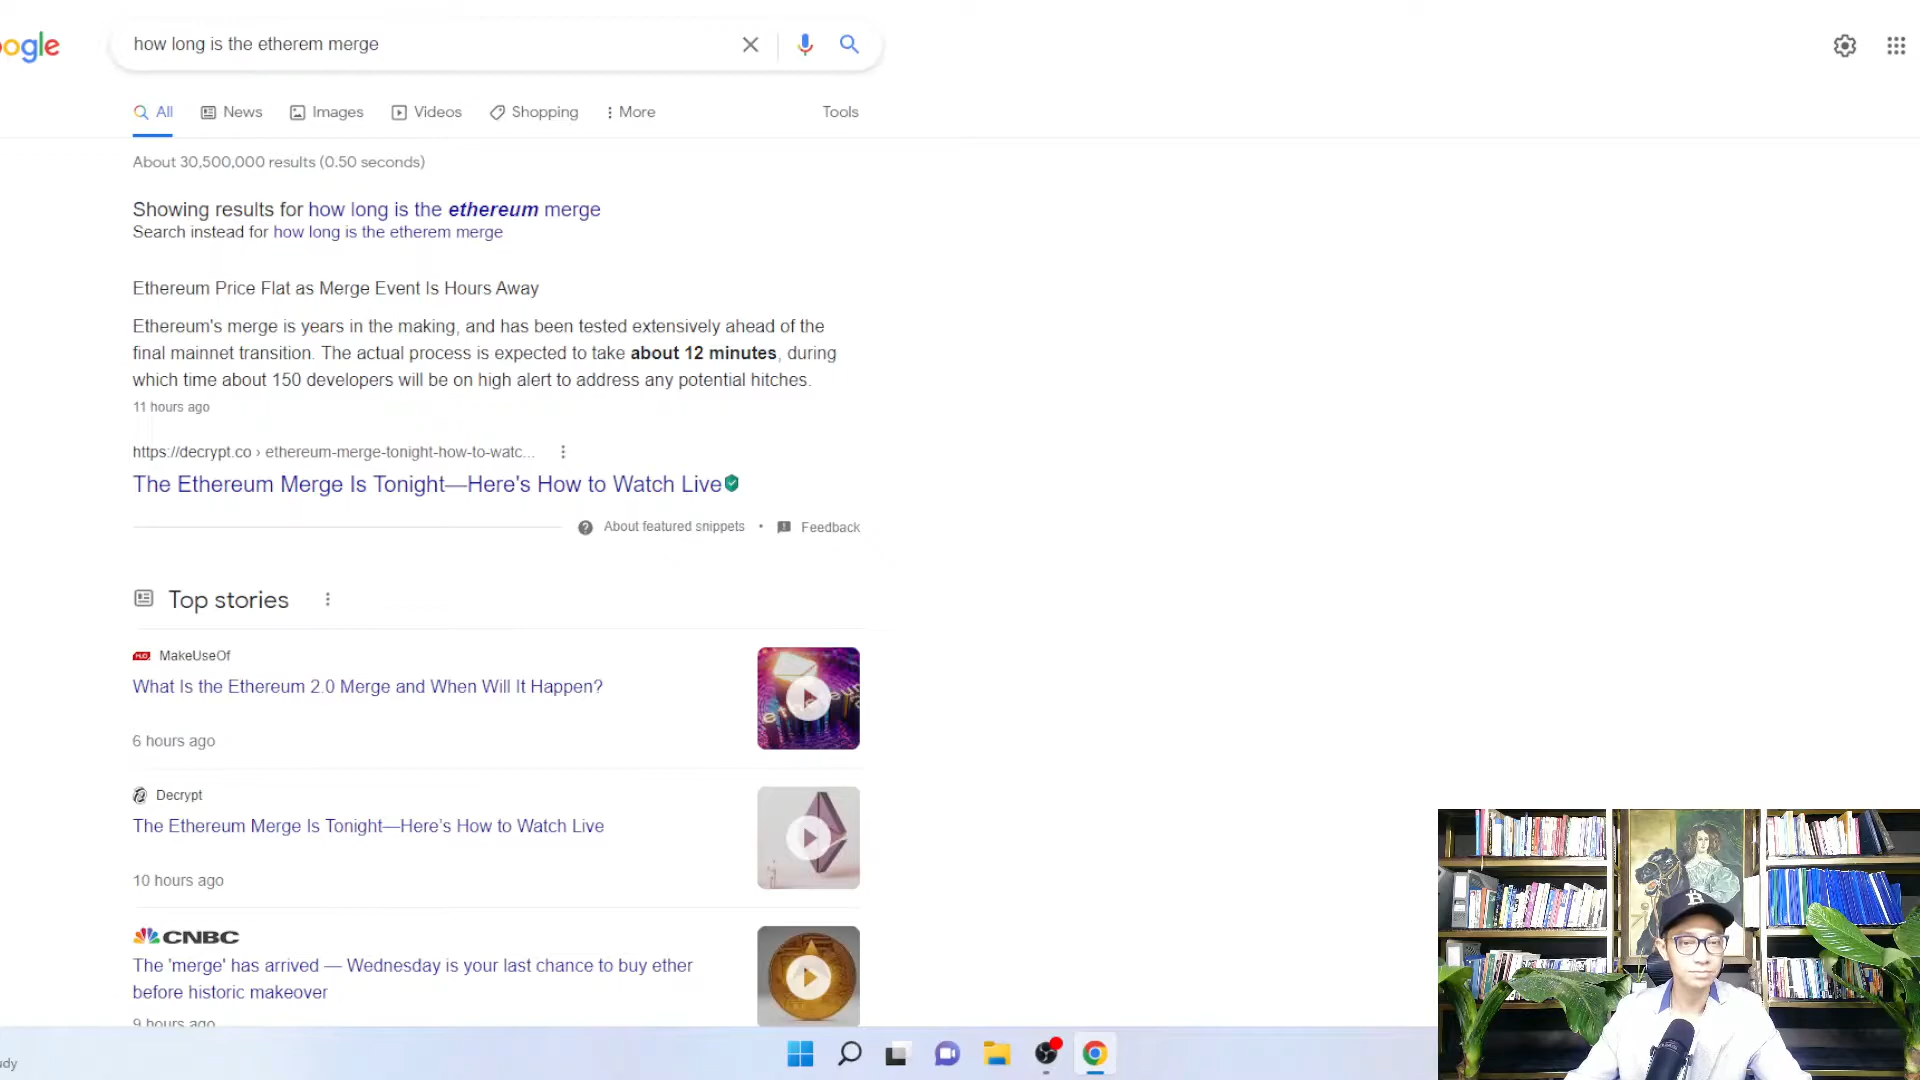 ogle
how long is the etherem merge
All
News
Images
Videos
Shopping
More
Tools
About 30,500,000 results (0.50 seconds)
Showing results for how long is the ethereum merge
Search instead for how long is the etherem merge
Ethereum Price Flat as Merge Event Is Hours Away
Ethereum's merge is years in the making, and has been tested extensively ahead of the
final mainnet transition. The actual process is expected to take about 12 minutes, during
which time about 150 developers will be on high alert to address any potential hitches.
11 hours ago
https://decrypt.co › ethereum-merge-tonight-how-to-watc...
The Ethereum Merge Is Tonight—Here's How to Watch Live
About featured snippets • Feedback
Top stories
MakeUseOf
What Is the Ethereum 2.0 Merge and When Will It Happen?
6 hours ago
Decrypt
The Ethereum Merge Is Tonight—Here's How to Watch Live
10 hours ago
CNBC
The 'merge' has arrived — Wednesday is your last chance to buy ether
before historic makeover
9 hours ago